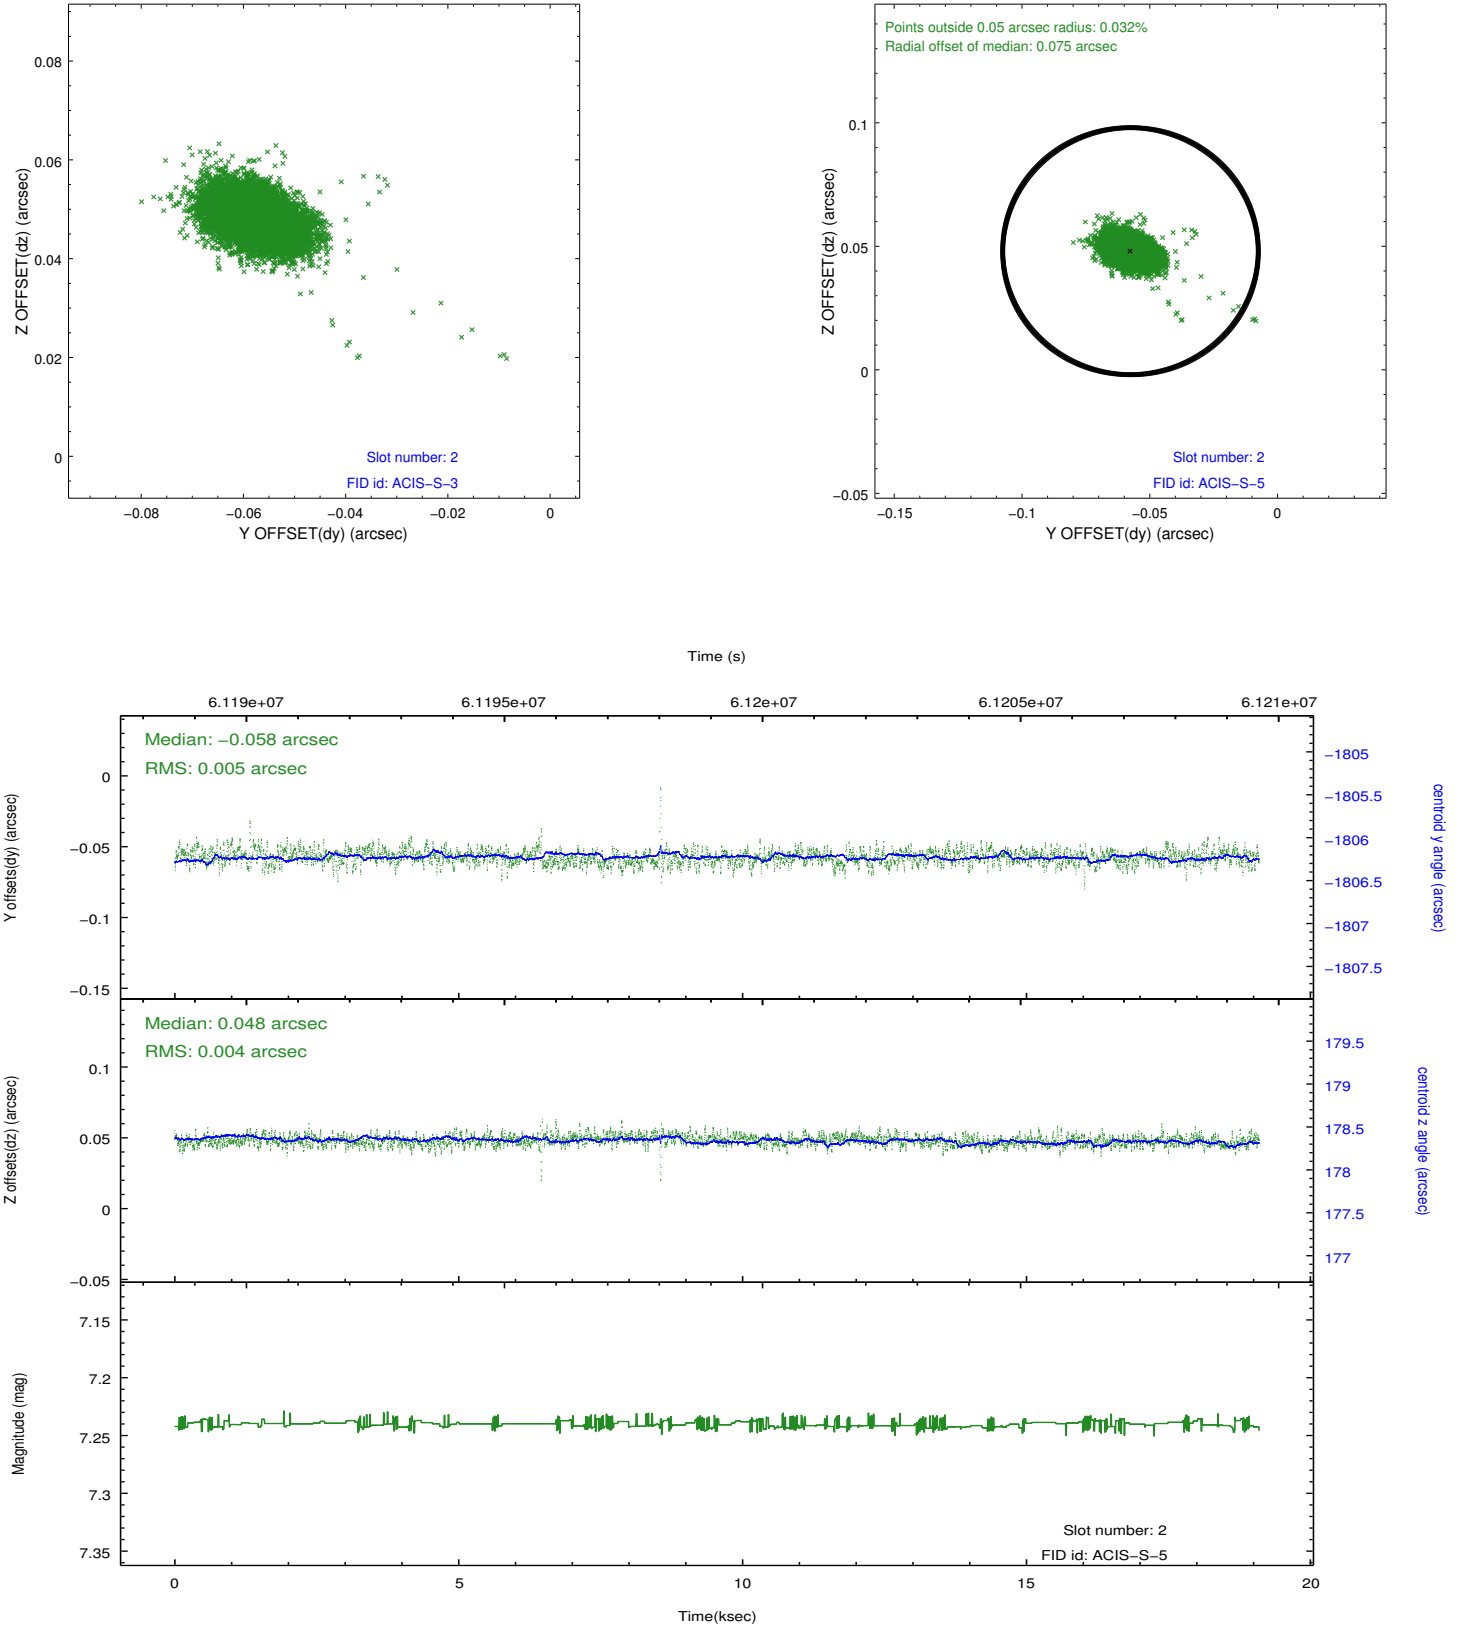 0.08
0.06
0.04
0.02
0
Z OFFSET(dz) (arcsec)
Slot number: 2
FID id: ACIS−S−3
−0.08
−0.06
−0.04
−0.02
0
Y OFFSET(dy) (arcsec)
Points outside 0.05 arcsec radius: 0.032%
Radial offset of median: 0.075 arcsec
0.1
0.05
0
−0.05
Z OFFSET(dz) (arcsec)
Slot number: 2
FID id: ACIS−S−5
−0.15
−0.1
−0.05
0
Y OFFSET(dy) (arcsec)
Time (s)
6.119e+07
6.1195e+07
6.12e+07
6.1205e+07
6.121e+07
Median: −0.058 arcsec
RMS: 0.005 arcsec
0
−0.05
−0.1
−0.15
Y offsets(dy) (arcsec)
−1805
−1805.5
−1806
−1806.5
−1807
−1807.5
centroid y angle (arcsec)
Median: 0.048 arcsec
RMS: 0.004 arcsec
0.1
0.05
0
−0.05
Z offsets(dz) (arcsec)
179.5
179
178.5
178
177.5
177
centroid z angle (arcsec)
7.15
7.2
7.25
7.3
7.35
Magnitude (mag)
Slot number: 2
FID id: ACIS−S−5
0
5
10
15
20
Time(ksec)